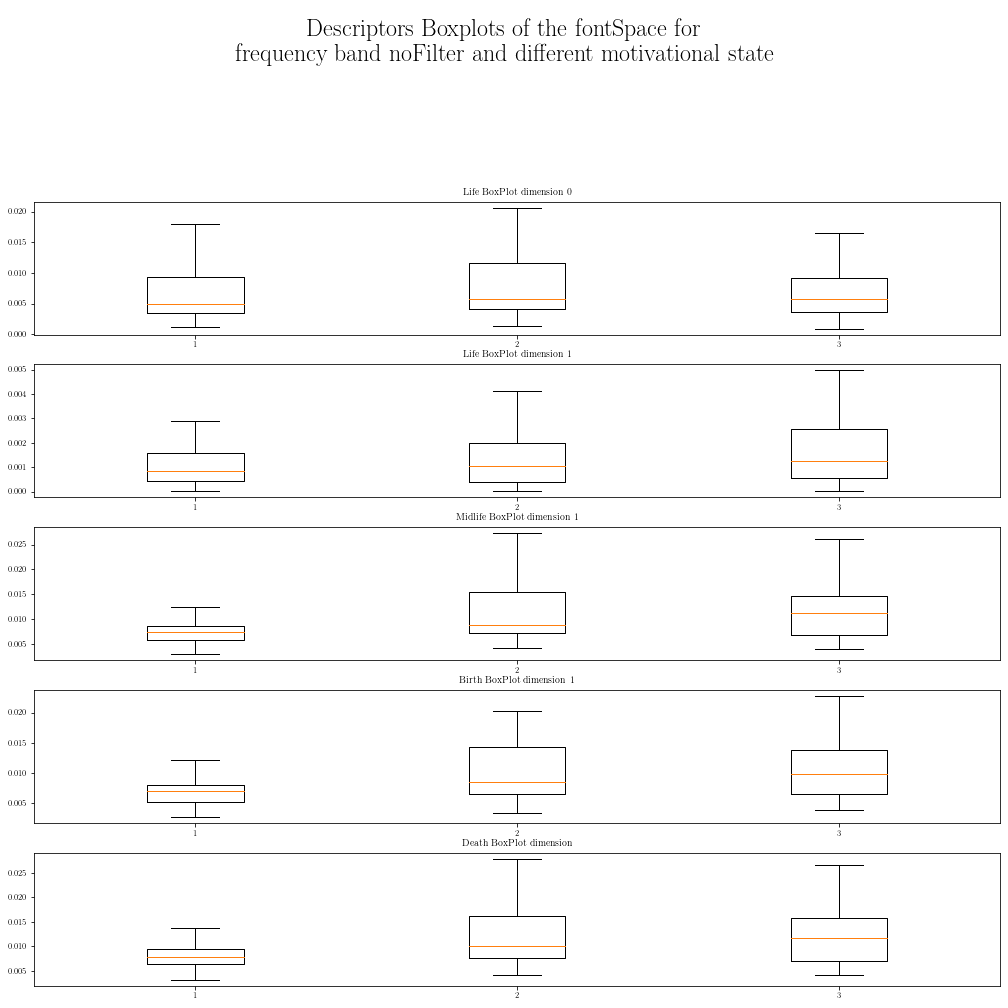 Descriptors Boxplots of the fontSpace for
frequency band noFilter and different motivational state
Life BoxPlot dimension 0
0.020
0.015
0.010
0.005
0.000
1 2 3
Life BoxPlot dimension 1
0.005
0.004
0.003
0.002
0.001
0.000
1 2 3
Midlife BoxPlot dimension 1
0.025
0.020
0.015
0.010
0.005
1 2 3
Birth BoxPlot dimension 1
0.020
0.015
0.010
0.005
1 2 3
Death BoxPlot dimension
0.025
0.020
0.015
0.010
0.005
1 2 3